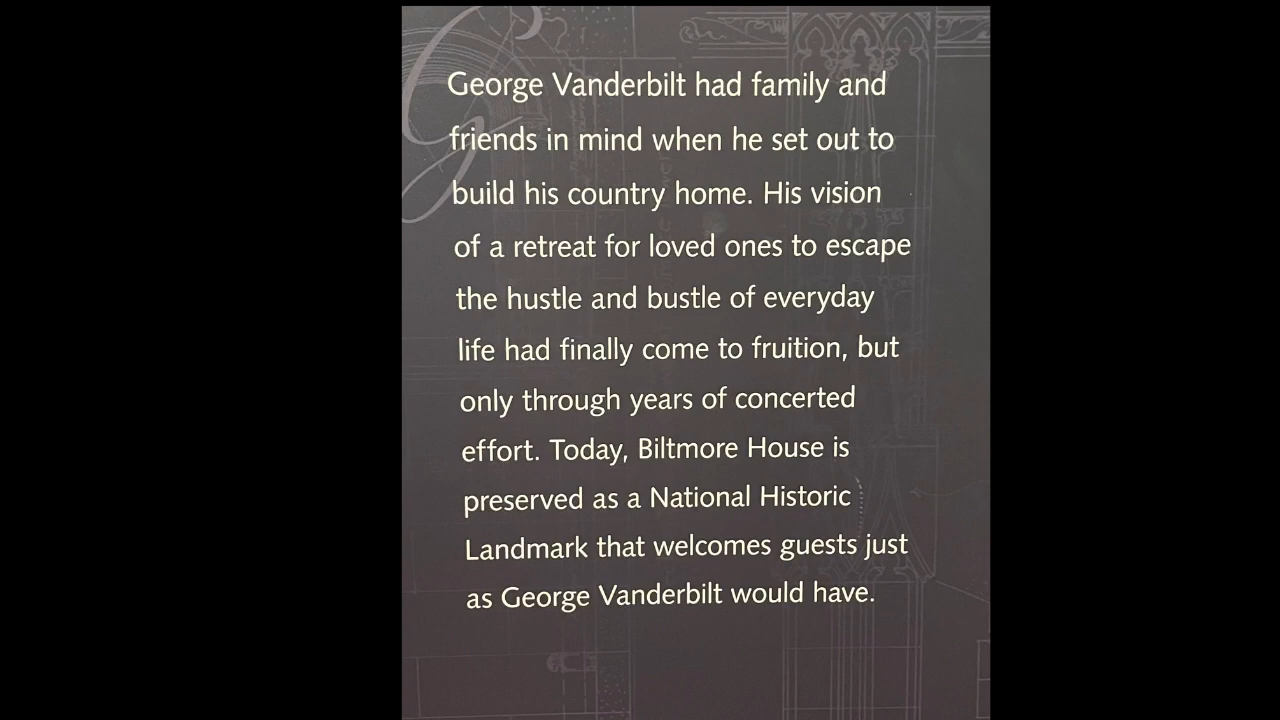 George Vanderbilt had family and
friends in mind when he set out to
build his country home. His vision
of a retreat for loved ones to escape
the hustle and bustle of everyday
life had finally come to fruition, but
only through years of concerted
effort. Today, Biltmore House is
preserved as a National Historic
Landmark that welcomes guests just
as George Vanderbilt would have.